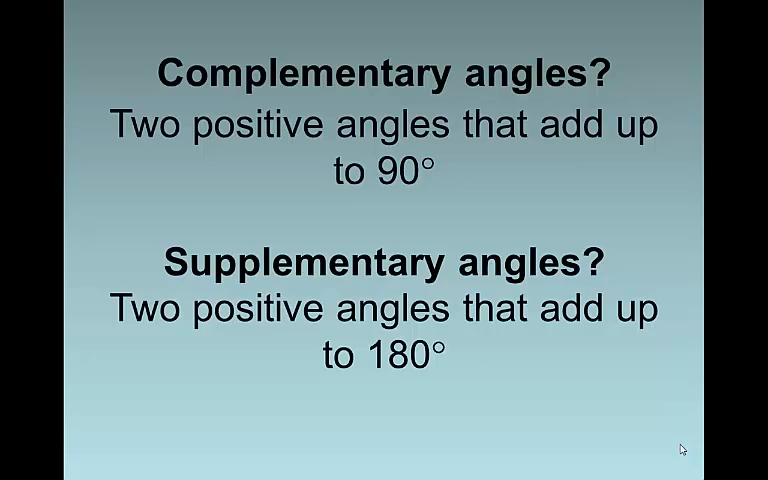 Complementary angles?
Two positive angles that add up
to 90°
Supplementary angles?
Two positive angles that add up
to 180°